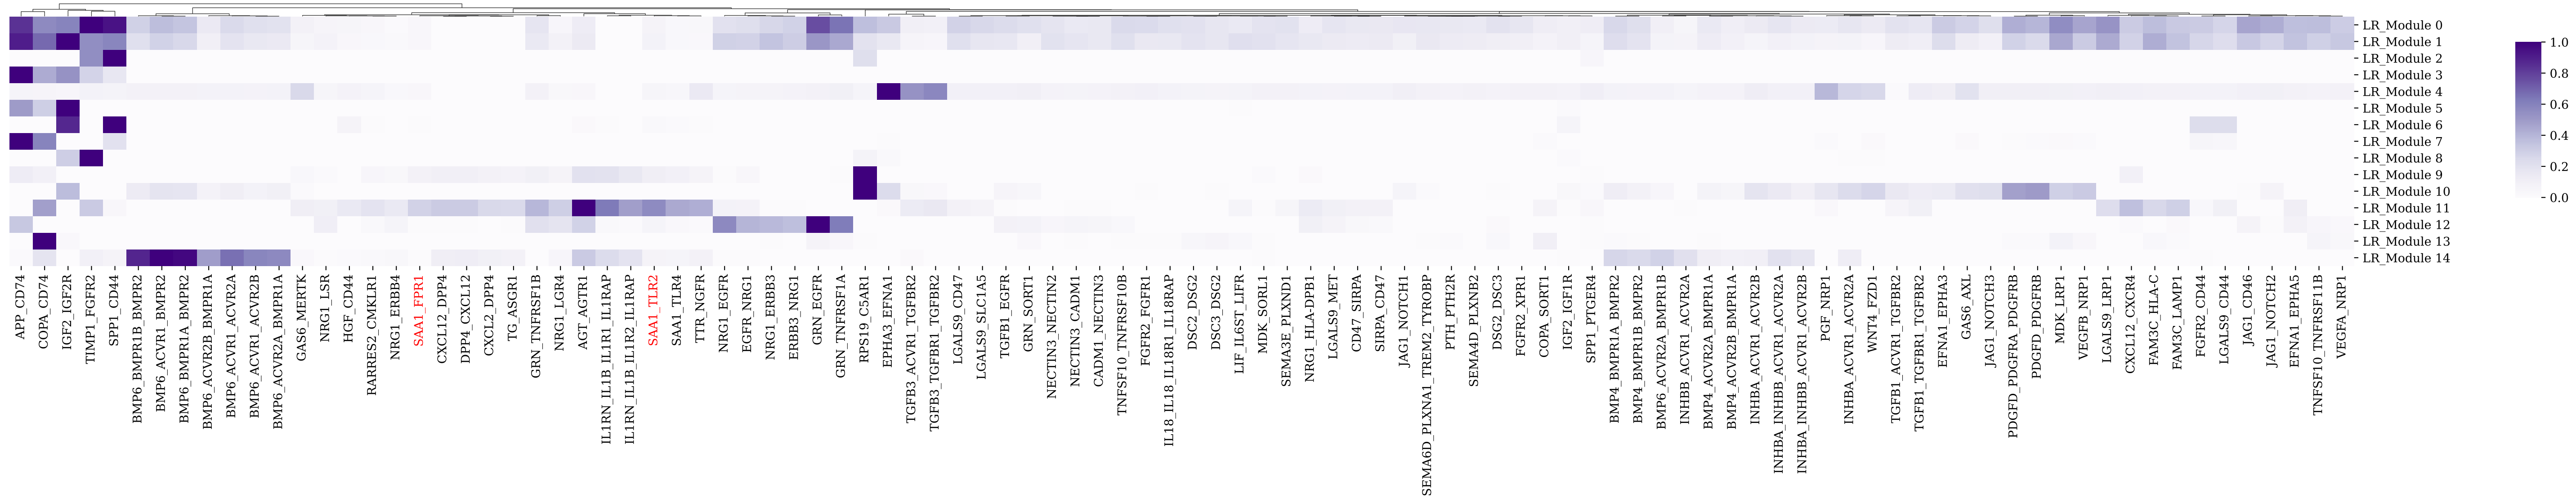 LR_Module 0
LR_Module 1
LR_Module 2
LR_Module 3
LR_Module 4
LR_Module 5
LR_Module 6
LR_Module 7
LR_Module 8
LR_Module 9
LR_Module 10
LR_Module 11
LR_Module 12
LR_Module 13
LR_Module 14
1.0
0.8
0.6
0.4
0.2
0.0
APP_CD74
COPA_CD74
IGF2_IGF2R
TIMP1_FGFR2
SPP1_CD44
BMP6_BMPR1B_BMPR2
BMP6_ACVR1_BMPR2
BMP6_BMPR1A_BMPR2
BMP6_ACVR2B_BMPR1A
BMP6_ACVR1_ACVR2A
BMP6_ACVR1_ACVR2B
BMP6_ACVR2A_BMPR1A
GAS6_MERTK
NRG1_LSR
HGF_CD44
RARRES2_CMKLR1
NRG1_ERBB4
SAA1_FPR1
CXCL12_DPP4
DPP4_CXCL12
CXCL2_DPP4
TG_ASGR1
GRN_TNFRSF1B
NRG1_LGR4
AGT_AGTR1
IL1RN_IL1B_IL1R1_IL1RAP
IL1RN_IL1B_IL1R2_IL1RAP
SAA1_TLR2
SAA1_TLR4
TTR_NGFR
NRG1_EGFR
EGFR_NRG1
NRG1_ERBB3
ERBB3_NRG1
GRN_EGFR
GRN_TNFRSF1A
RPS19_C5AR1
EPHA3_EFNA1
TGFB3_ACVR1_TGFBR2
TGFB3_TGFBR1_TGFBR2
LGALS9_CD47
LGALS9_SLC1A5
TGFB1_EGFR
GRN_SORT1
NECTIN3_NECTIN2
NECTIN3_CADM1
CADM1_NECTIN3
TNFSF10_TNFRSF10B
FGFR2_FGFR1
IL18_IL18_IL18R1_IL18RAP
DSC2_DSG2
DSC3_DSG2
LIF_IL6ST_LIFR
MDK_SORL1
SEMA3E_PLXND1
NRG1_HLA-DPB1
LGALS9_MET
CD47_SIRPA
SIRPA_CD47
JAG1_NOTCH1
SEMA6D_PLXNA1_TREM2_TYROBP
PTH_PTH2R
SEMA4D_PLXNB2
DSG2_DSC3
FGFR2_XPR1
COPA_SORT1
IGF2_IGF1R
SPP1_PTGER4
BMP4_BMPR1A_BMPR2
BMP4_BMPR1B_BMPR2
BMP6_ACVR2A_BMPR1B
INHBB_ACVR1_ACVR2A
BMP4_ACVR2A_BMPR1A
BMP4_ACVR2B_BMPR1A
INHBA_ACVR1_ACVR2B
INHBA_INHBB_ACVR1_ACVR2A
INHBA_INHBB_ACVR1_ACVR2B
PGF_NRP1
INHBA_ACVR1_ACVR2A
WNT4_FZD1
TGFB1_ACVR1_TGFBR2
TGFB1_TGFBR1_TGFBR2
EFNA1_EPHA3
GAS6_AXL
JAG1_NOTCH3
PDGFD_PDGFRA_PDGFRB
PDGFD_PDGFRB
MDK_LRP1
VEGFB_NRP1
LGALS9_LRP1
CXCL12_CXCR4
FAM3C_HLA-C
FAM3C_LAMP1
FGFR2_CD44
LGALS9_CD44
JAG1_CD46
JAG1_NOTCH2
EFNA1_EPHA5
TNFSF10_TNFRSF11B
VEGFA_NRP1